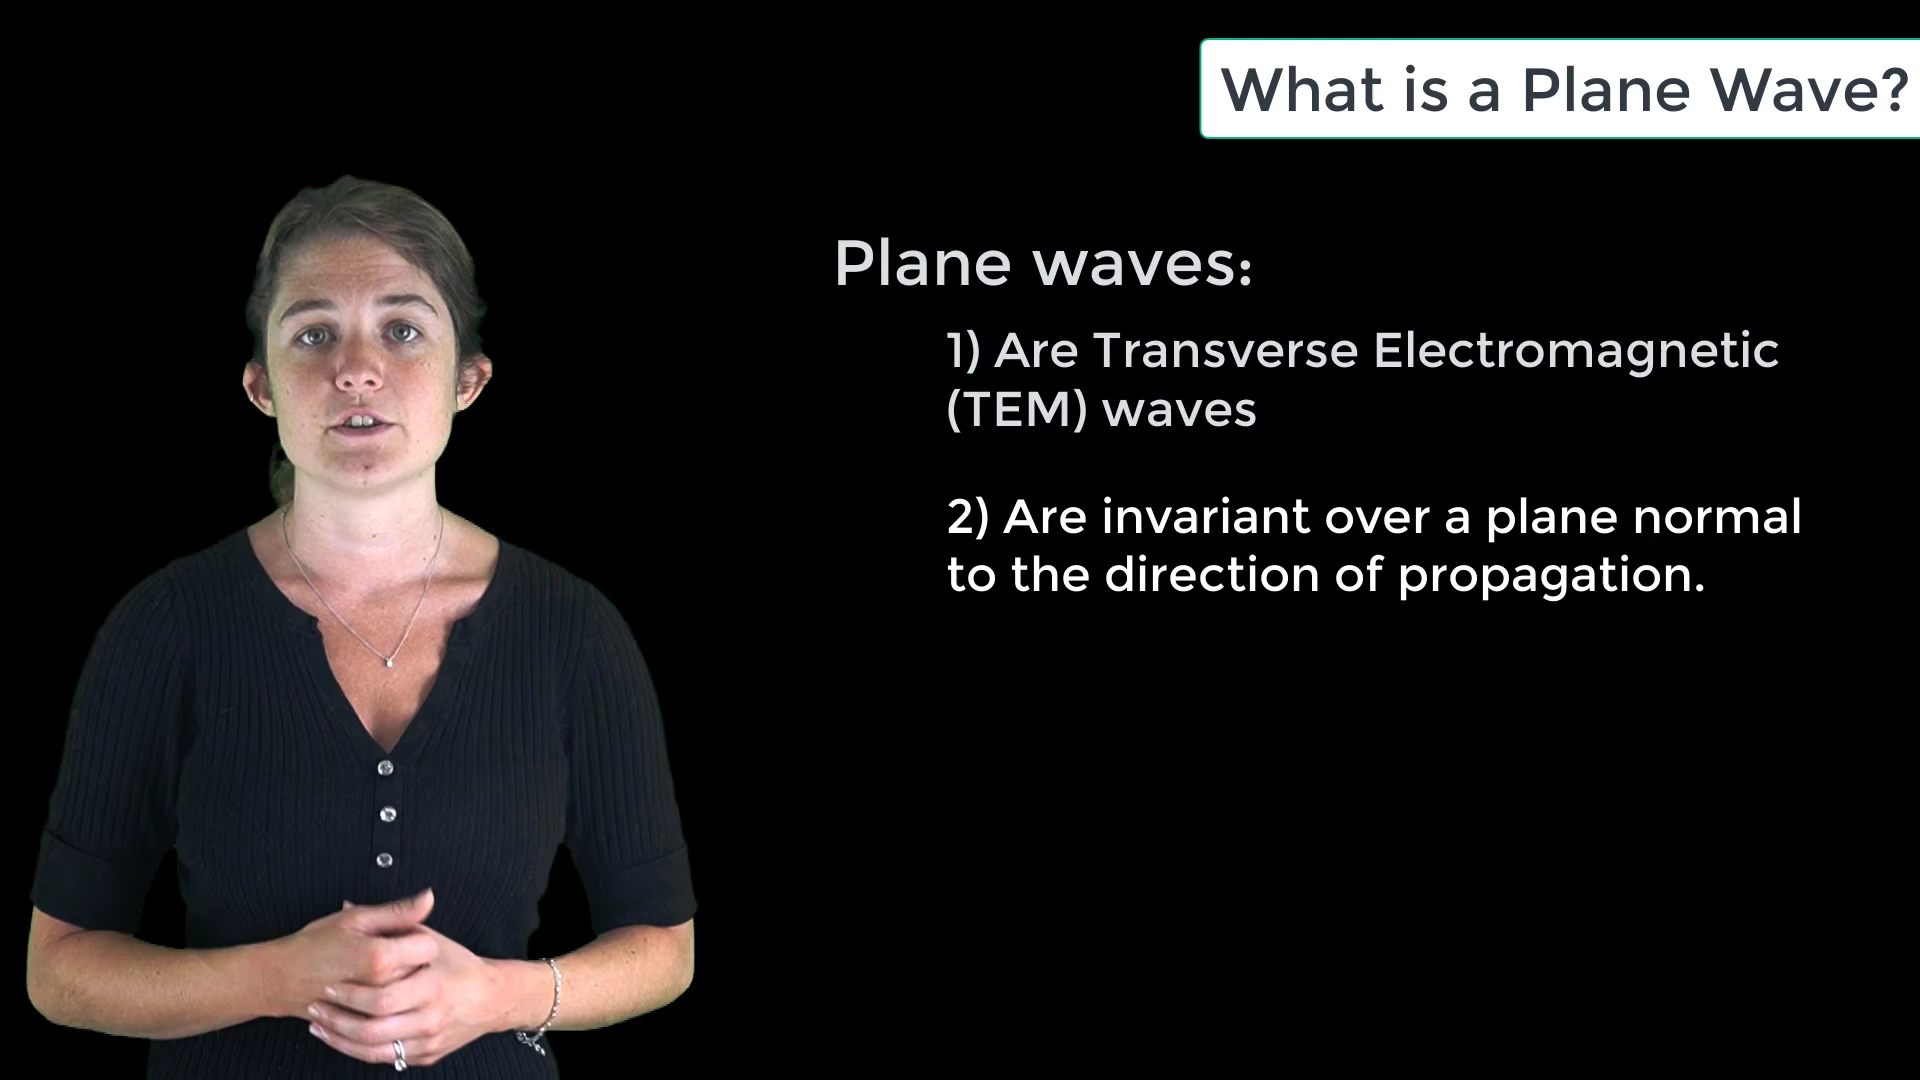 What is a Plane Wave?
Plane waves:
1) Are Transverse Electromagnetic
(TEM) waves
2) Are invariant over a plane normal
to the direction of propagation.